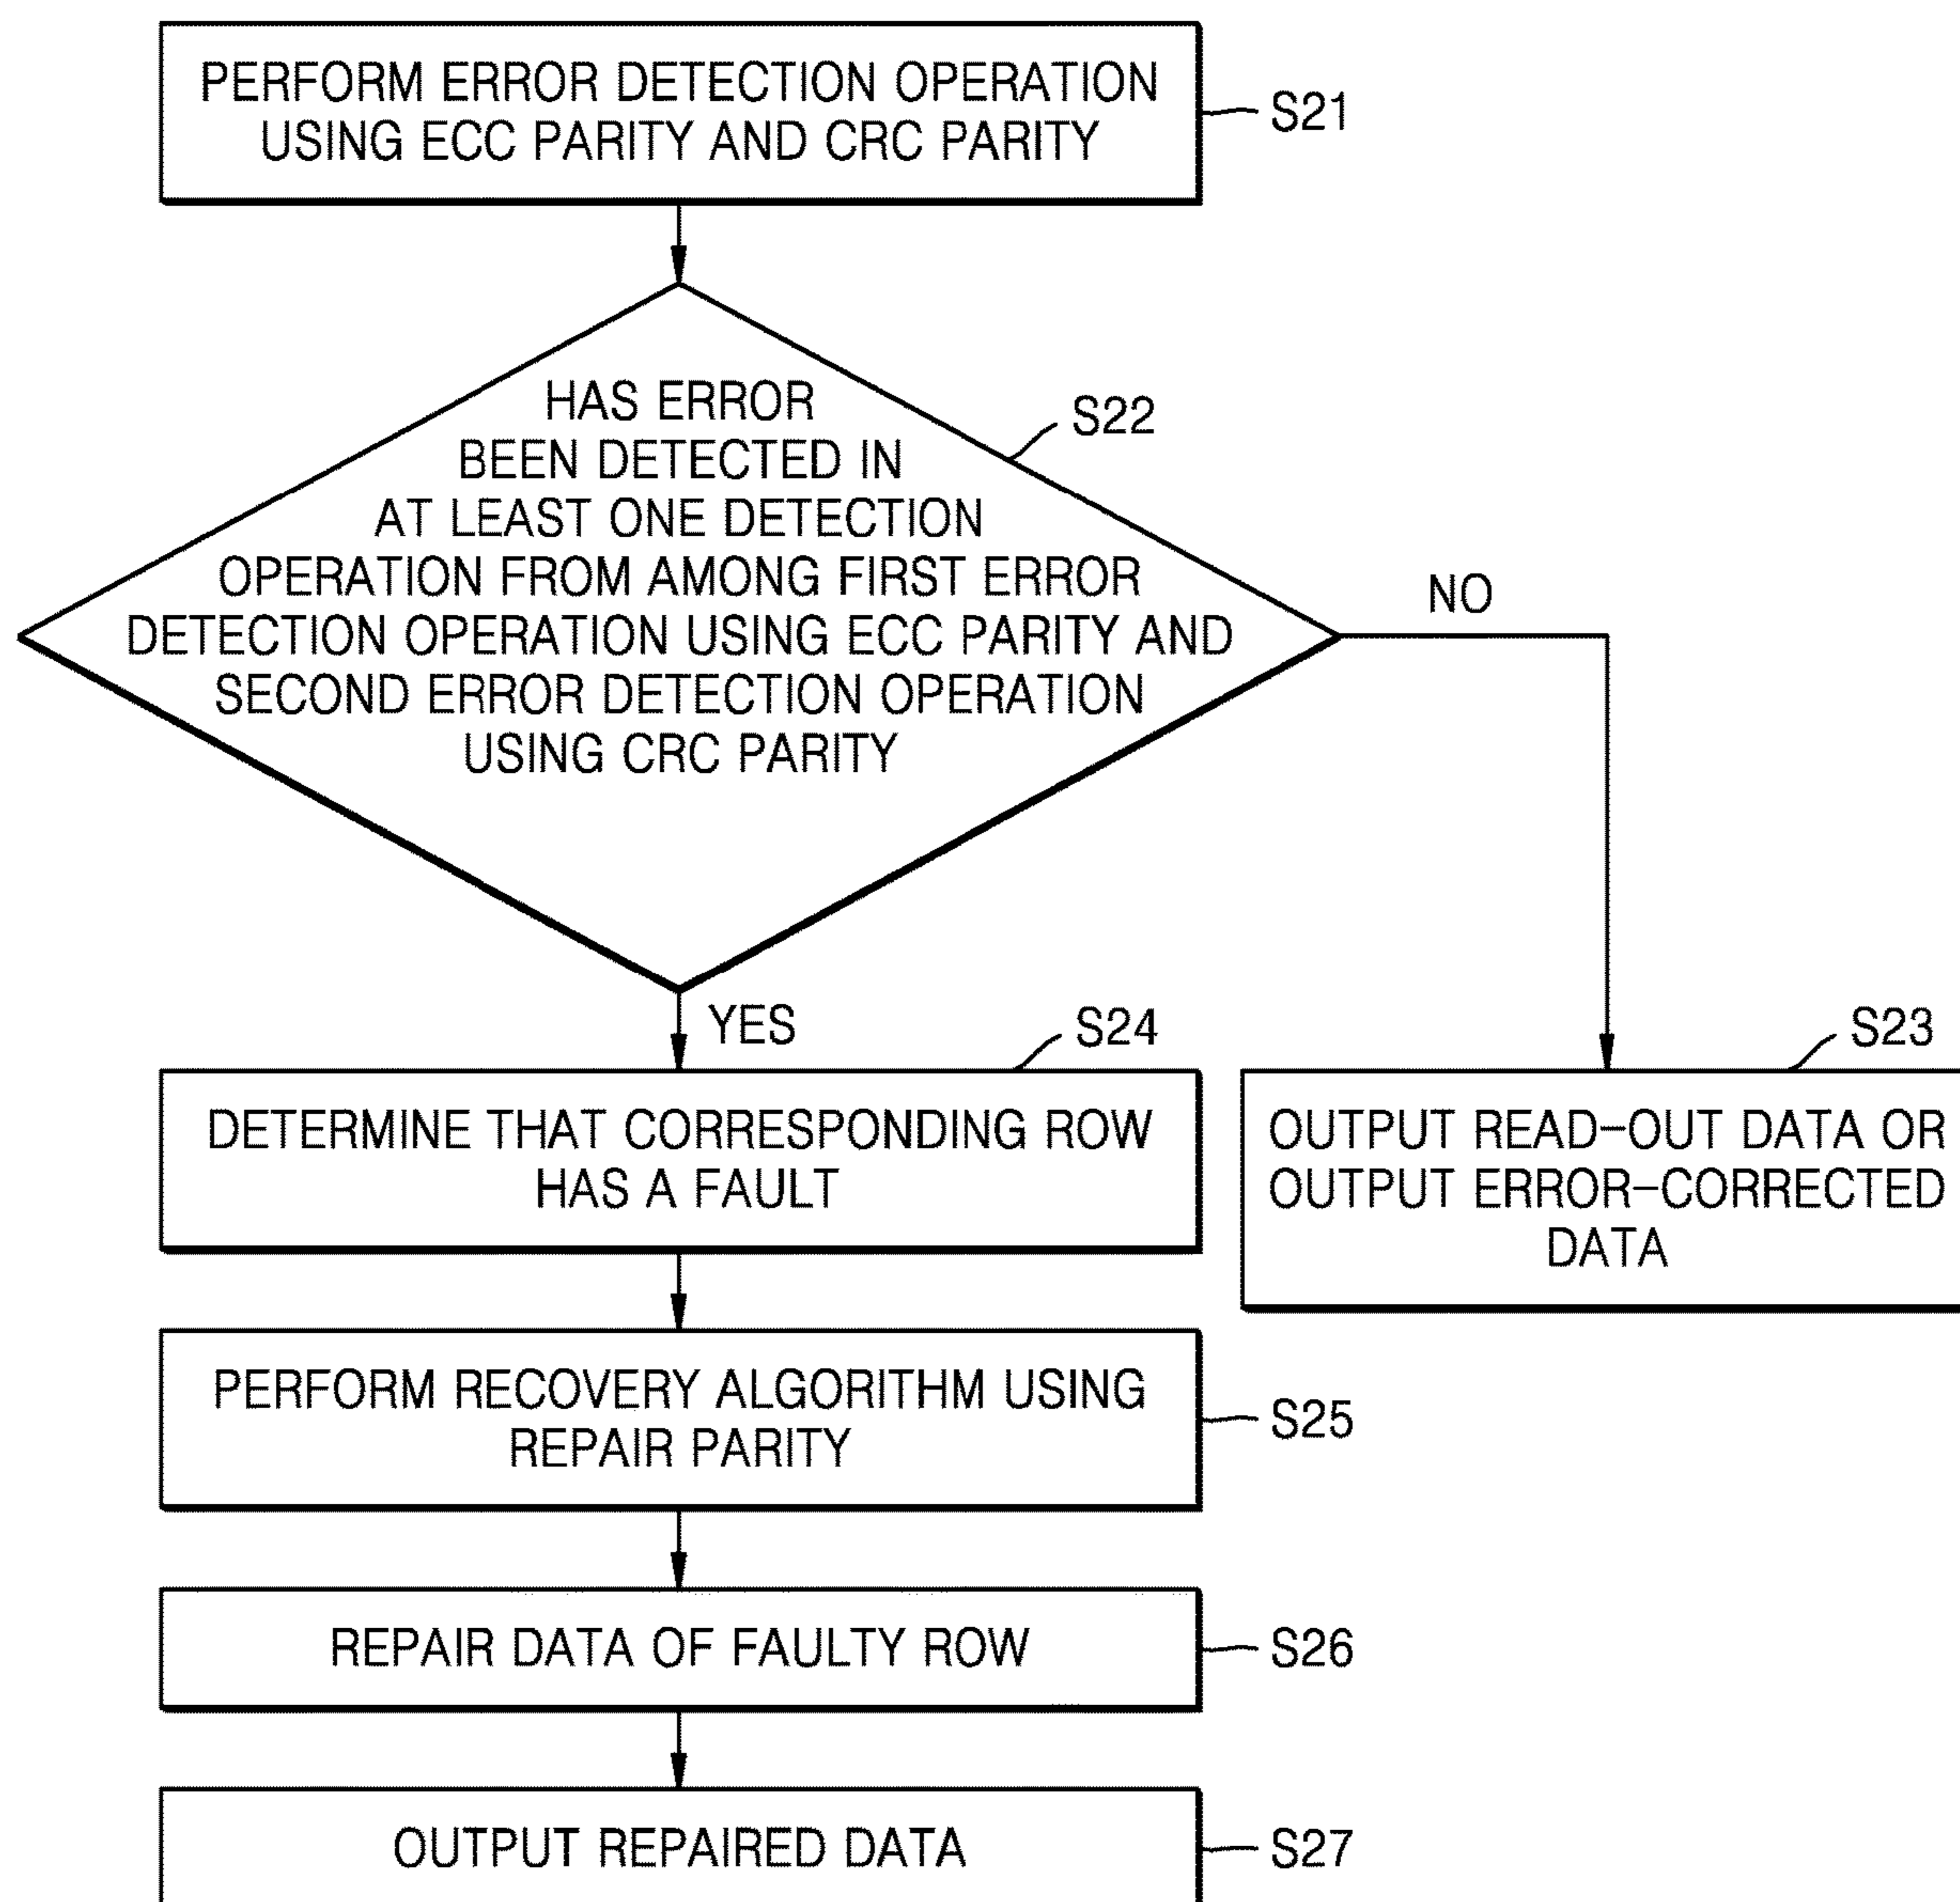 PERFORM ERROR DETECTION OPERATION
USING ECC PARITY AND CRC PARITY
S21
HAS ERROR
BEEN DETECTED IN
AT LEAST ONE DETECTION
OPERATION FROM AMONG FIRST ERROR
DETECTION OPERATION USING ECC PARITY AND
SECOND ERROR DETECTION OPERATION
USING CRC PARITY
S22
NO
YES
S24
DETERMINE THAT CORRESPONDING ROW
HAS A FAULT
S23
OUTPUT READ-OUT DATA OR
OUTPUT ERROR-CORRECTED
DATA
PERFORM RECOVERY ALGORITHM USING
REPAIR PARITY
S25
REPAIR DATA OF FAULTY ROW
S26
OUTPUT REPAIRED DATA
S27